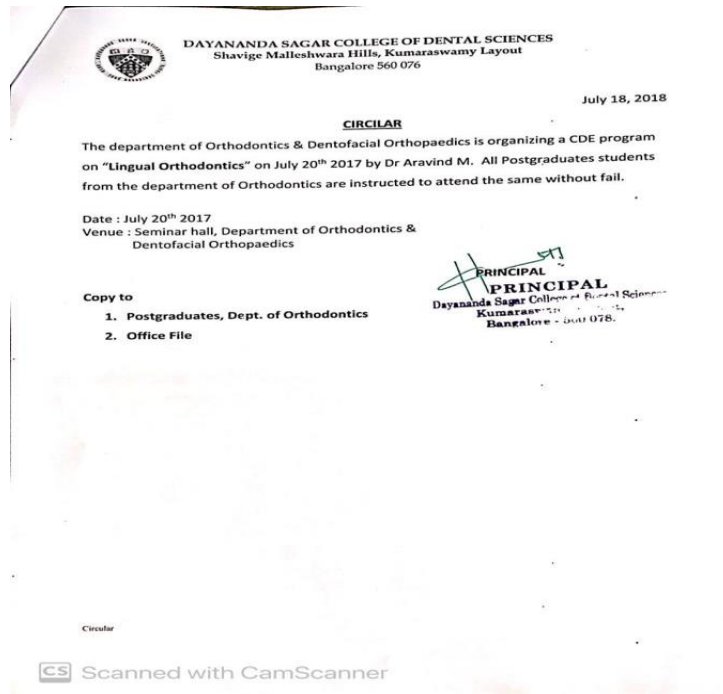 DAYANANDA SAGAR COLLEGE OF DENTAL SCIENCES
Shavige Malleshwara Hills, Kumaraswamy Layout
Bangalore 560 076
July 18, 2018
CIRCILAR
The department of Orthodontics & Dentofacial Orthopaedics is organizing a CDE program
on “Lingual Orthodontics” on July 20th 2017 by Dr Aravind M. All Postgraduates students
from the department of Orthodontics are instructed to attend the same without fail.
Date : July 20th 2017
Venue : Seminar hall, Department of Orthodontics &
Dentofacial Orthopaedics
PRINCIPAL
PRINCIPAL
Dayananda Sagar College of Dental Sciences
Bangalore - 078.
Copy to
1. Postgraduates, Dept. of Orthodontics
2. Office File
Circular
CS Scanned with CamScanner